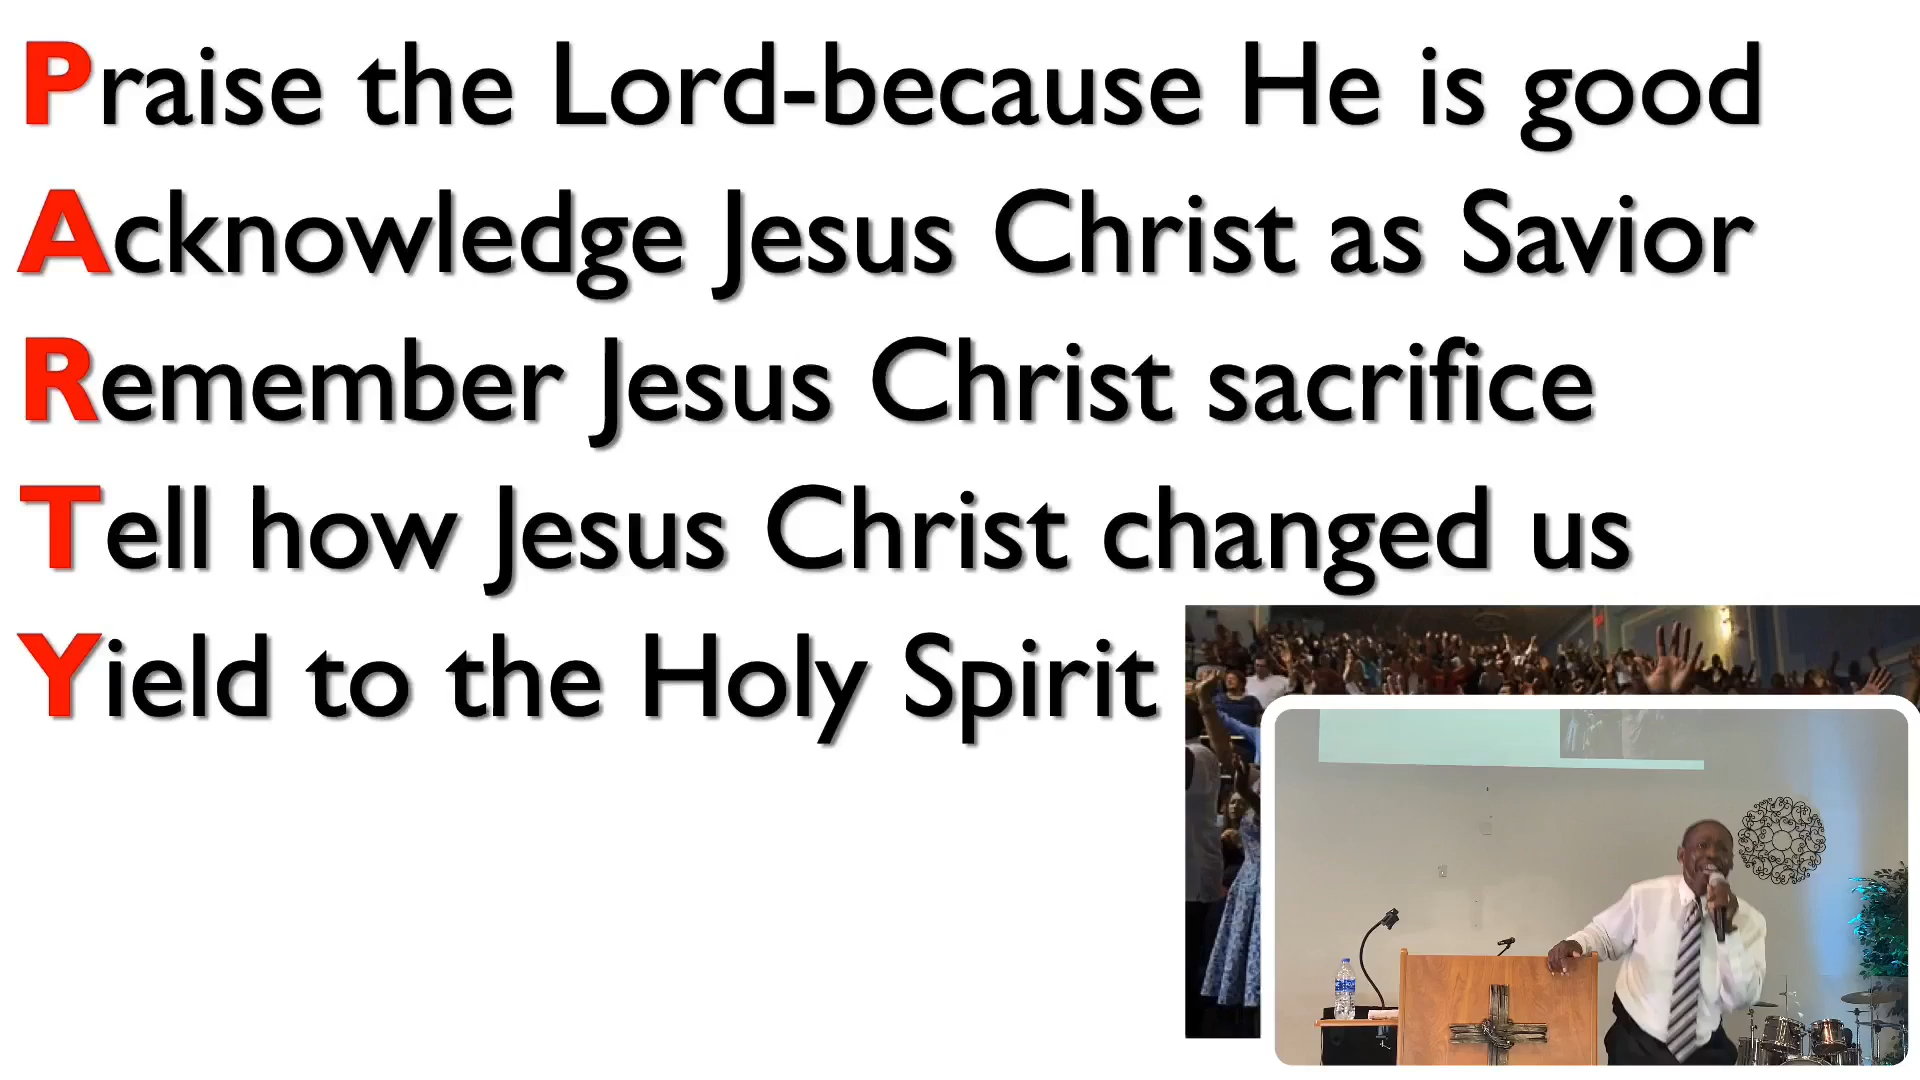 Praise the Lord-because He is good
Acknowledge Jesus Christ as Savior
Remember Jesus Christ sacrifice
Tell how Jesus Christ changed us
Yield to the Holy Spirit